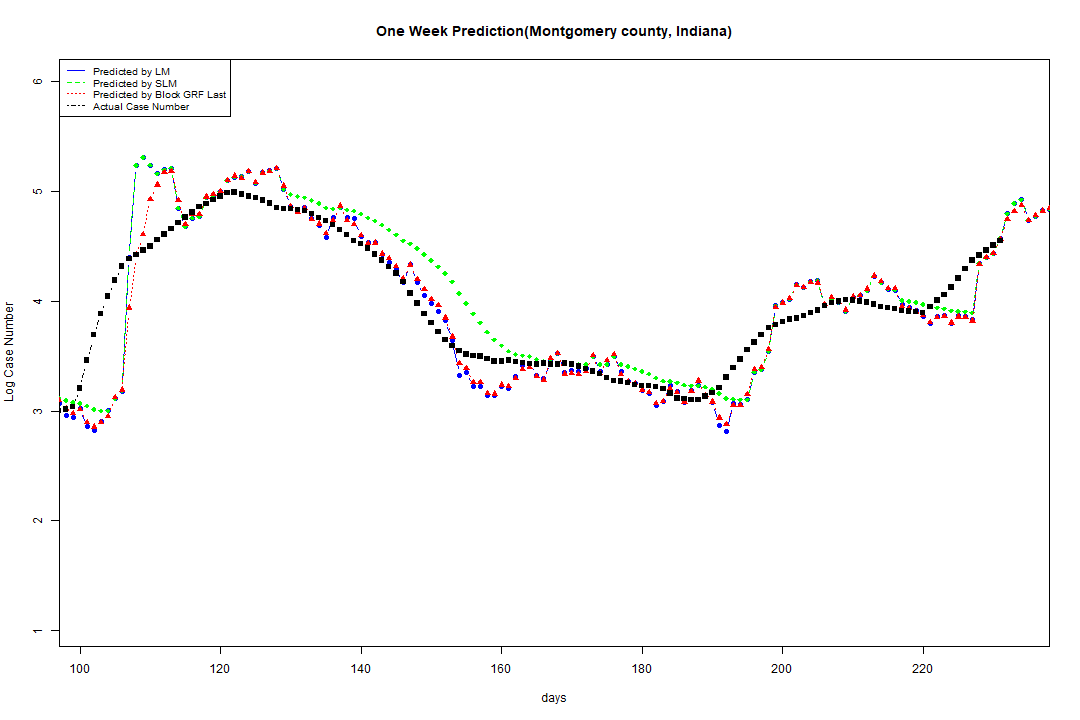 One Week Prediction(Montgomery county, Indiana)
Predicted by LM
Predicted by SLM
Predicted by Block GRF Last
Actual Case Number
Log Case Number
6
5
4
3
2
1
100 120 140 160 180 200 220
days